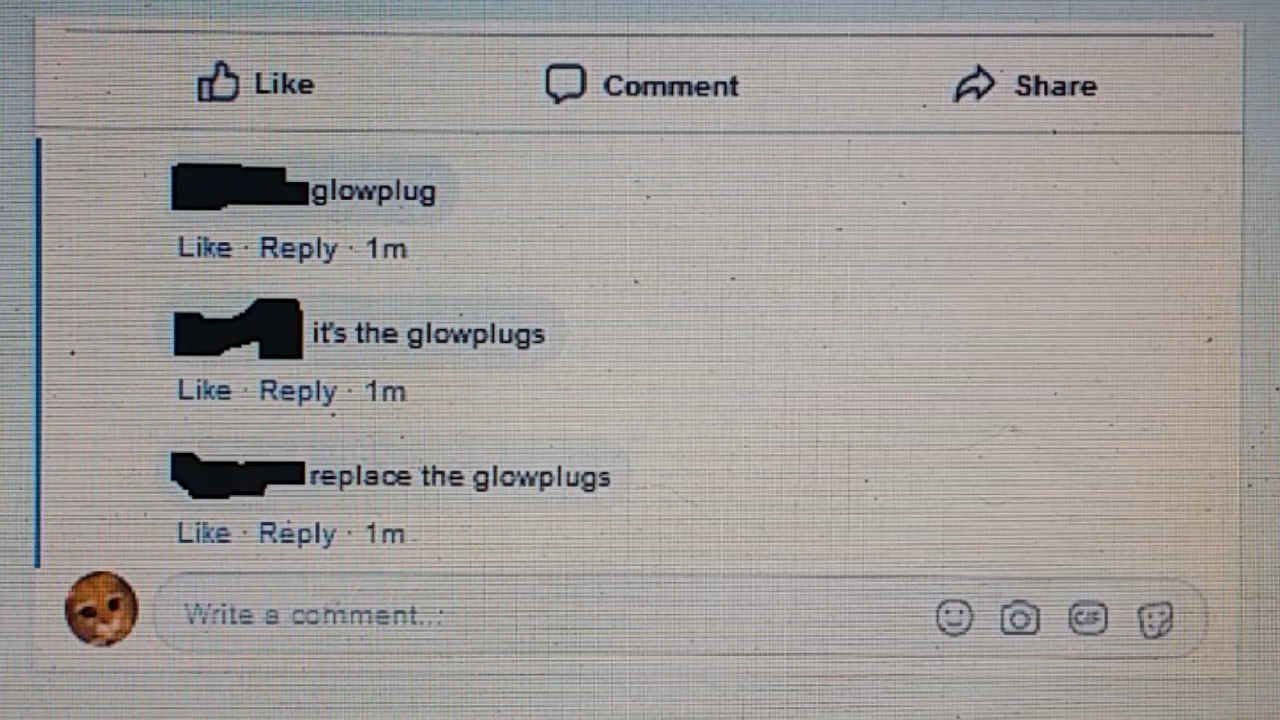 Like Comment Share
glowplug
Like · Reply · 1m
it's the glowplugs
Like · Reply · 1m
replace the glowplugs
Like · Reply · 1m
Write a comment...
GIF